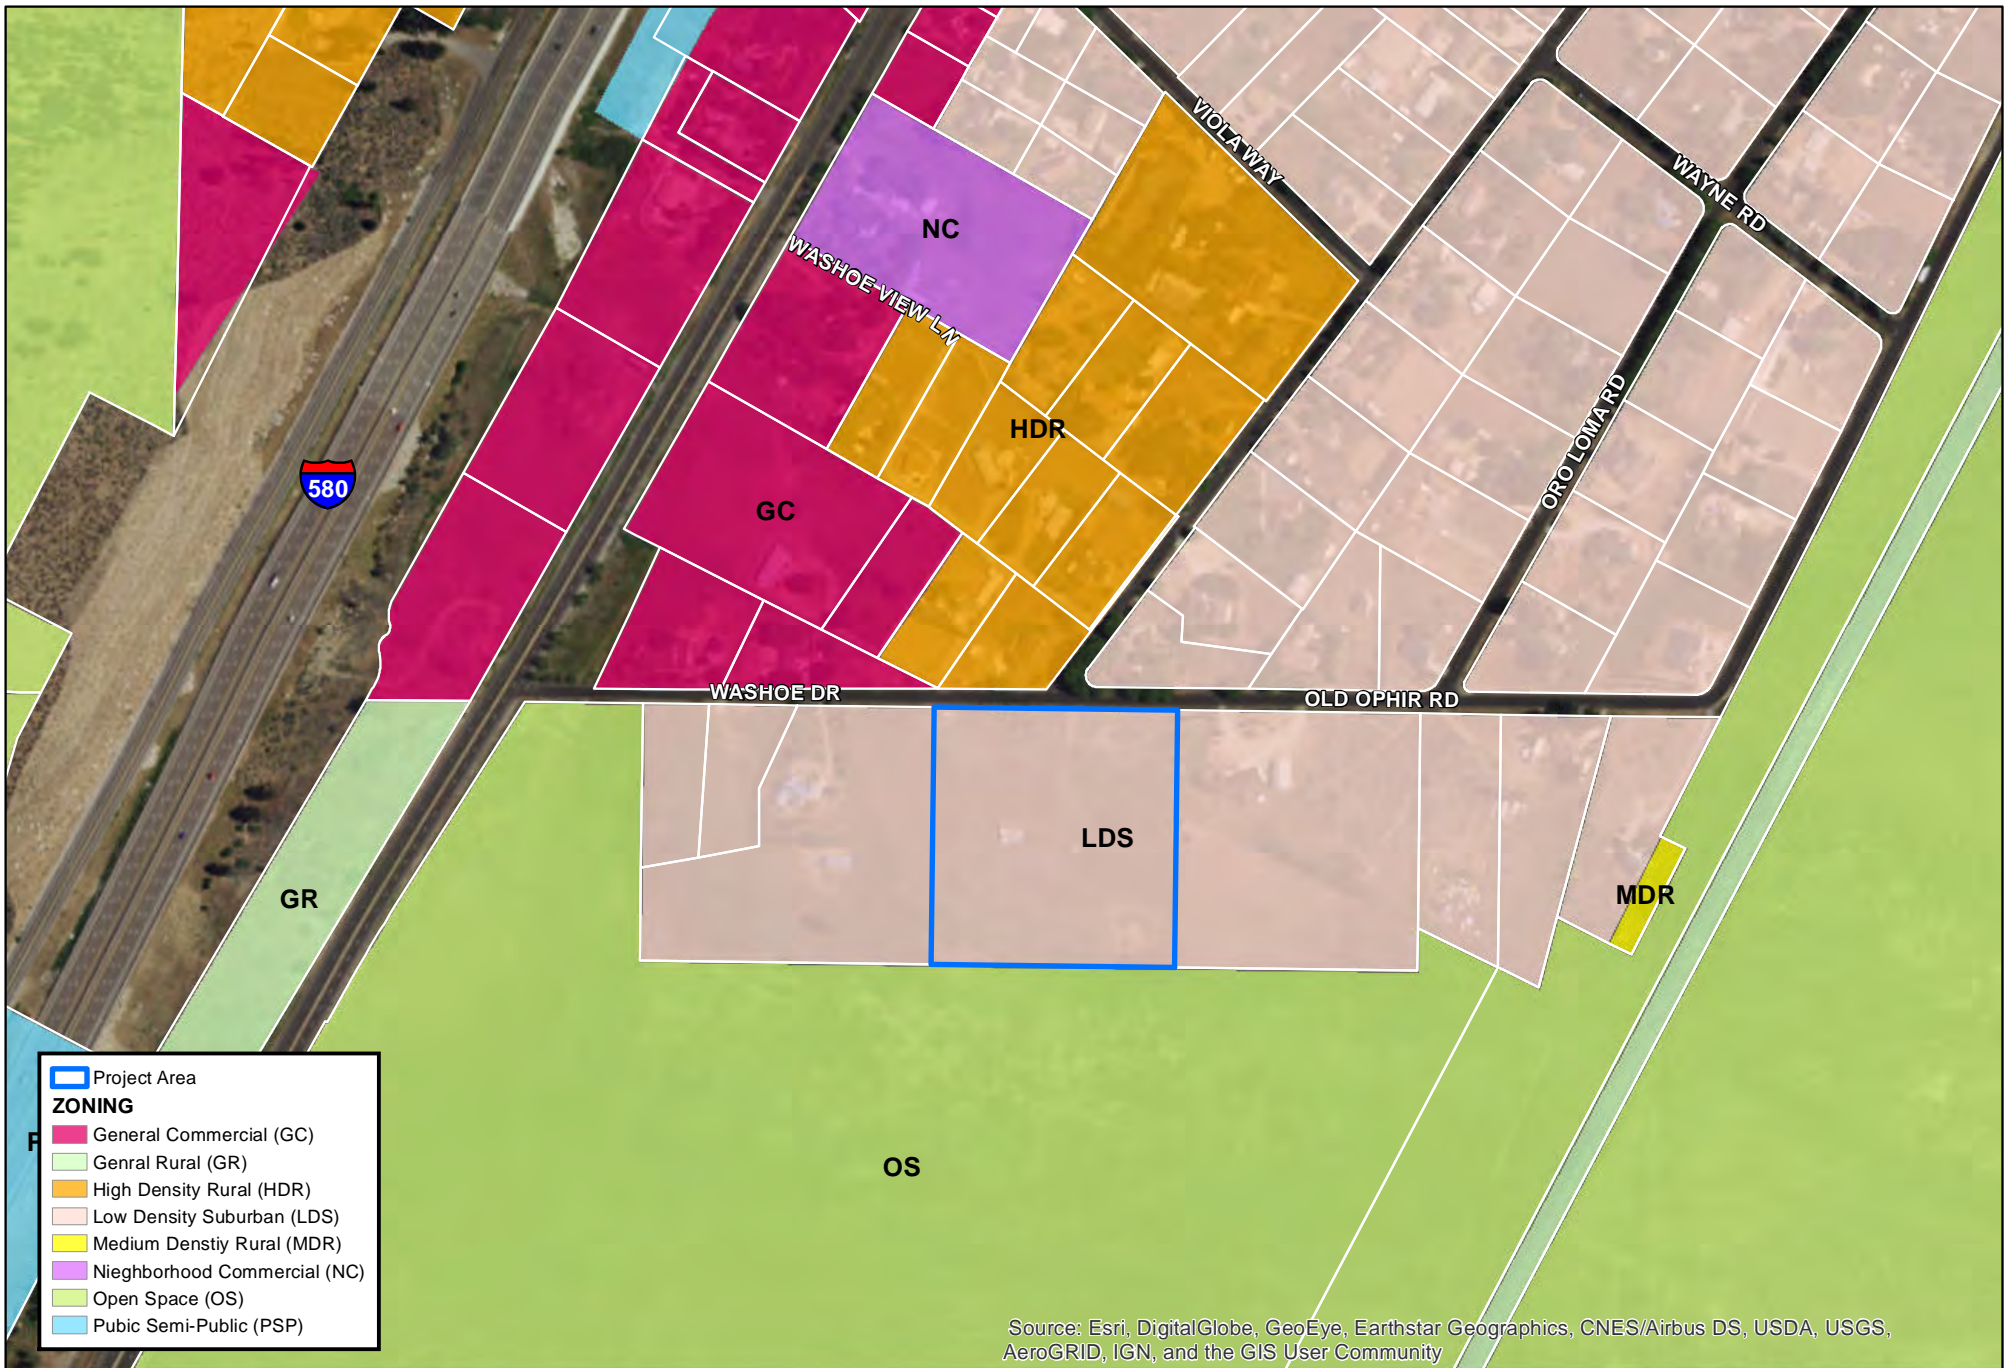 VIOLA WAY
WAYNE RD
NC
WASHOE VIEW LN
HDR
ORO LOMA RD
580
GC
WASHOE DR
OLD OPHIR RD
LDS
MDR
GR
P
OS
Project Area
ZONING
General Commercial (GC)
Genral Rural (GR)
High Density Rural (HDR)
Low Density Suburban (LDS)
Medium Denstiy Rural (MDR)
Nieghborhood Commercial (NC)
Open Space (OS)
Pubic Semi-Public (PSP)
Source: Esri, DigitalGlobe, GeoEye, Earthstar Geographics, CNES/Airbus DS, USDA, USGS,
AeroGRID, IGN, and the GIS User Community